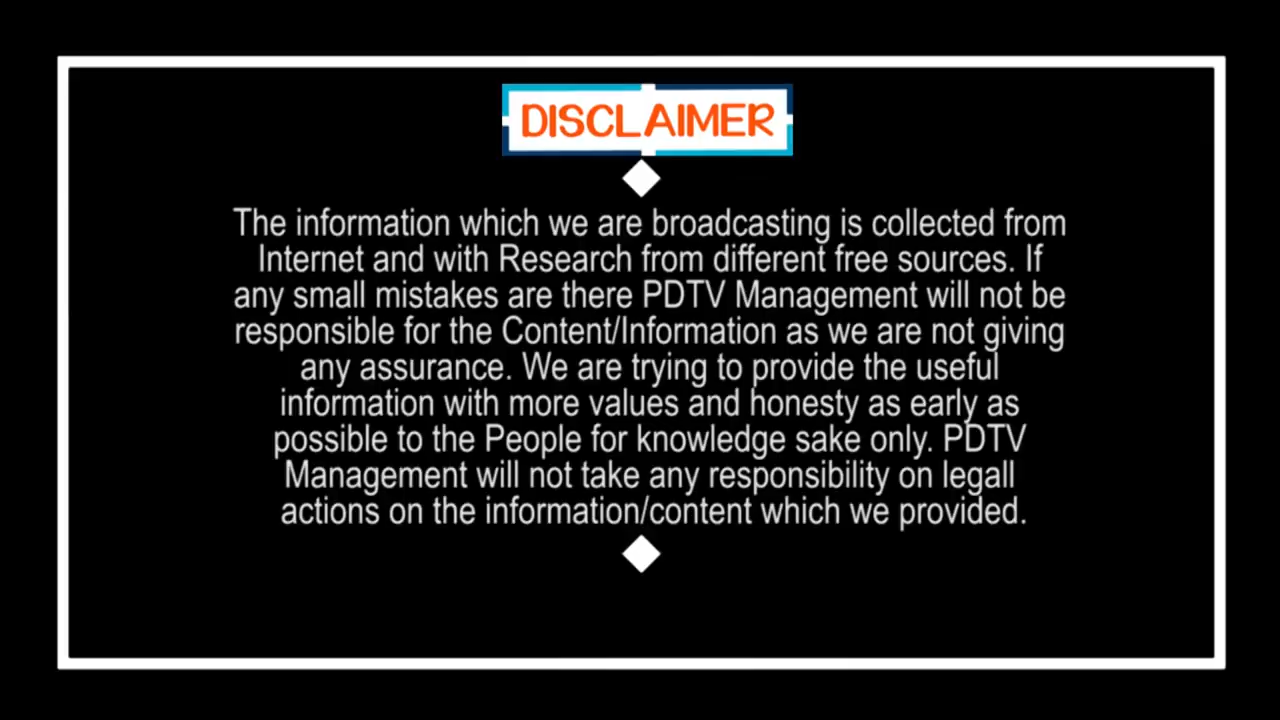 DISCLAIMER
The information which we are broadcasting is collected from
Internet and with Research from different free sources. If
any small mistakes are there PDTV Management will not be
responsible for the Content/Information as we are not giving
any assurance. We are trying to provide the useful
information with more values and honesty as early as
possible to the People for knowledge sake only. PDTV
Management will not take any responsibility on legall
actions on the information/content which we provided.